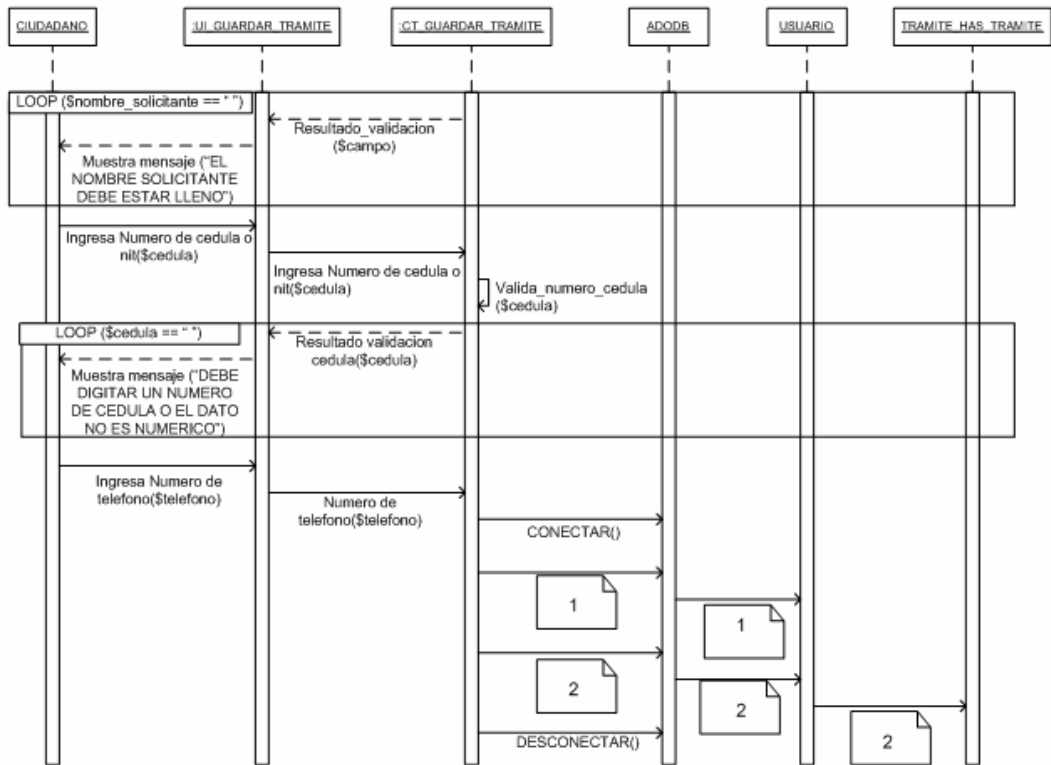 CIUDADANO
:UI_GUARDAR_TRAMITE
:CT_GUARDAR_TRAMITE
ADODB
USUARIO
TRAMITE_HAS_TRAMITE
LOOP ($nombre_solicitante == “ ”)
Resultado_validacion
($campo)
Muestra mensaje (“EL
NOMBRE SOLICITANTE
DEBE ESTAR LLENO”)
Ingresa Numero de cedula o
nit($cedula)
Ingresa Numero de cedula o
nit($cedula)
Valida_numero_cedula
($cedula)
LOOP ($cedula == “ ”)
Resultado validacion
cedula($cedula)
Muestra mensaje (“DEBE
DIGITAR UN NUMERO
DE CEDULA O EL DATO
NO ES NUMERICO”)
Ingresa Numero de
telefono($telefono)
Numero de
telefono($telefono)
CONECTAR()
1
1
2
2
2
DESCONECTAR()